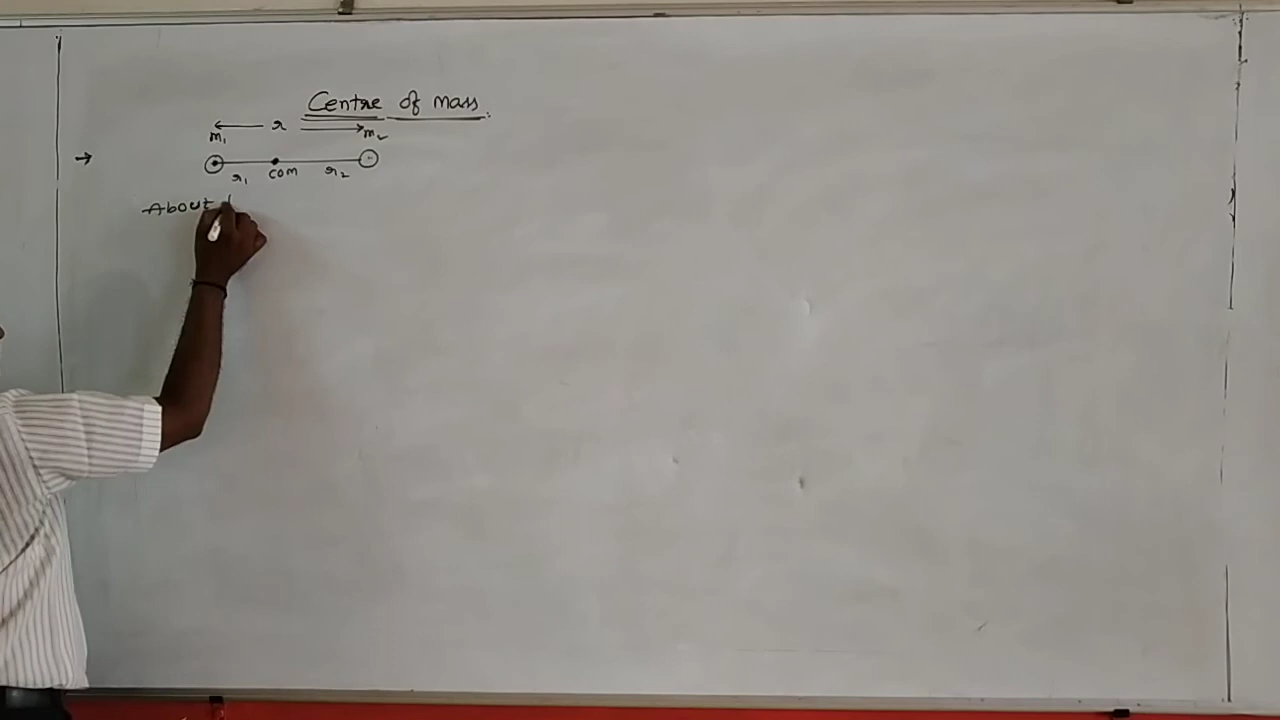 Centre of mass.
← r →
m₁ m₂
→
r₁ com r₂
About